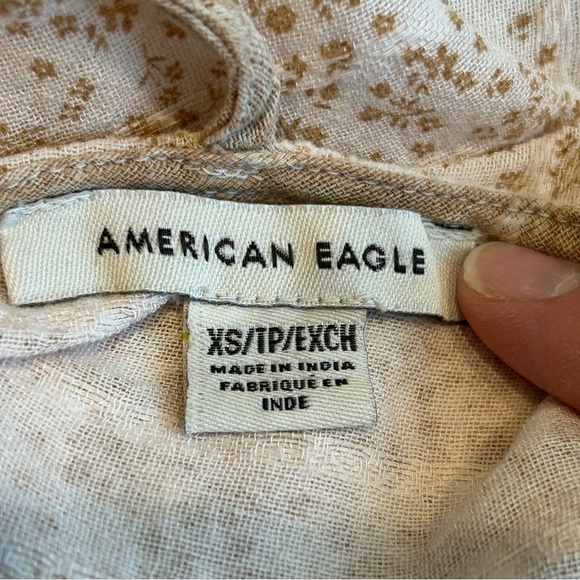 AMERICAN EAGLE
XS/TP/EXCH
MADE IN INDIA
FABRIQUÉ EN
INDE